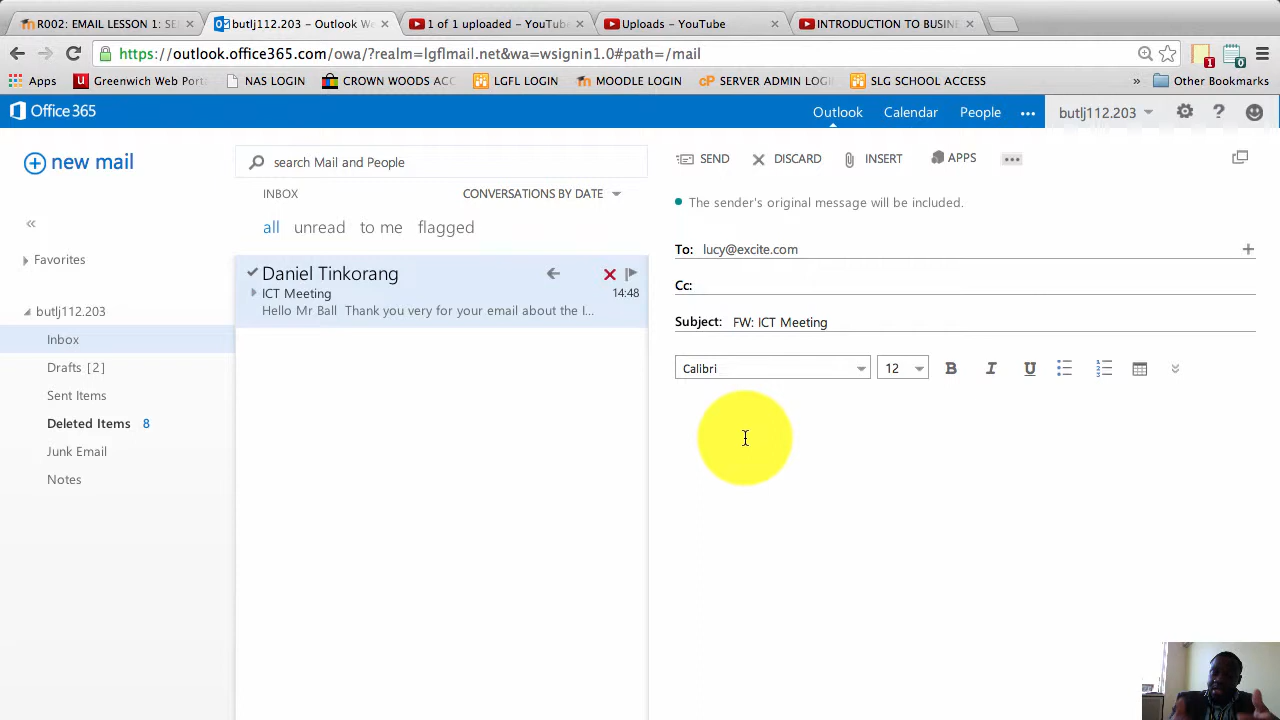 R002: EMAIL LESSON 1: SEN
butlj112.203 – Outlook We
1 of 1 uploaded – YouTube
Uploads – YouTube
INTRODUCTION TO BUSINE
https://outlook.office365.com/owa/?realm=lgflmail.net&wa=wsignin1.0#path=/mail
1
0
Apps
Greenwich Web Port
NAS LOGIN
CROWN WOODS AC
LGFL LOGIN
MOODLE LOGIN
cP SERVER ADMIN LOG
SLG SCHOOL ACCESS
»
Other Bookmarks
Office 365
Outlook
Calendar
People
•••
butlj112.203
?
new mail
search Mail and People
SEND
DISCARD
INSERT
APPS
•••
INBOX
CONVERSATIONS BY DATE
The sender's original message will be included.
all
unread
to me
flagged
Favorites
To: lucy@excite.com
Daniel Tinkorang
ICT Meeting
14:48
Hello Mr Ball Thank you very for your email about the I...
Cc:
butlj112.203
Subject: FW: ICT Meeting
Inbox
Drafts [2]
Sent Items
Deleted Items 8
Junk Email
Notes
Calibri
12
B
I
U